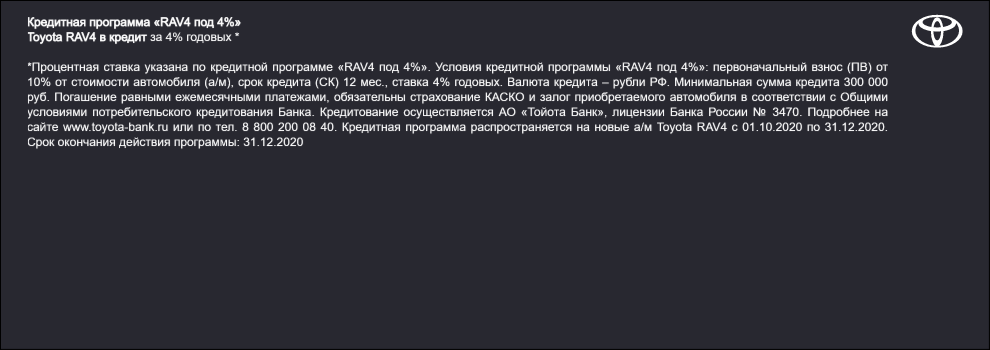 Кредитная программа «RAV4 под 4%»
Toyota RAV4 в кредит за 4% годовых *
*Процентная ставка указана по кредитной программе «RAV4 под 4%». Условия кредитной программы «RAV4 под 4%»: первоначальный взнос (ПВ) от
10% от стоимости автомобиля (а/м), срок кредита (СК) 12 мес., ставка 4% годовых. Валюта кредита – рубли РФ. Минимальная сумма кредита 300 000
руб. Погашение равными ежемесячными платежами, обязательны страхование КАСКО и залог приобретаемого автомобиля в соответствии с Общими
условиями потребительского кредитования Банка. Кредитование осуществляется АО «Тойота Банк», лицензии Банка России № 3470. Подробнее на
сайте www.toyota-bank.ru или по тел. 8 800 200 08 40. Кредитная программа распространяется на новые а/м Toyota RAV4 с 01.10.2020 по 31.12.2020.
Срок окончания действия программы: 31.12.2020